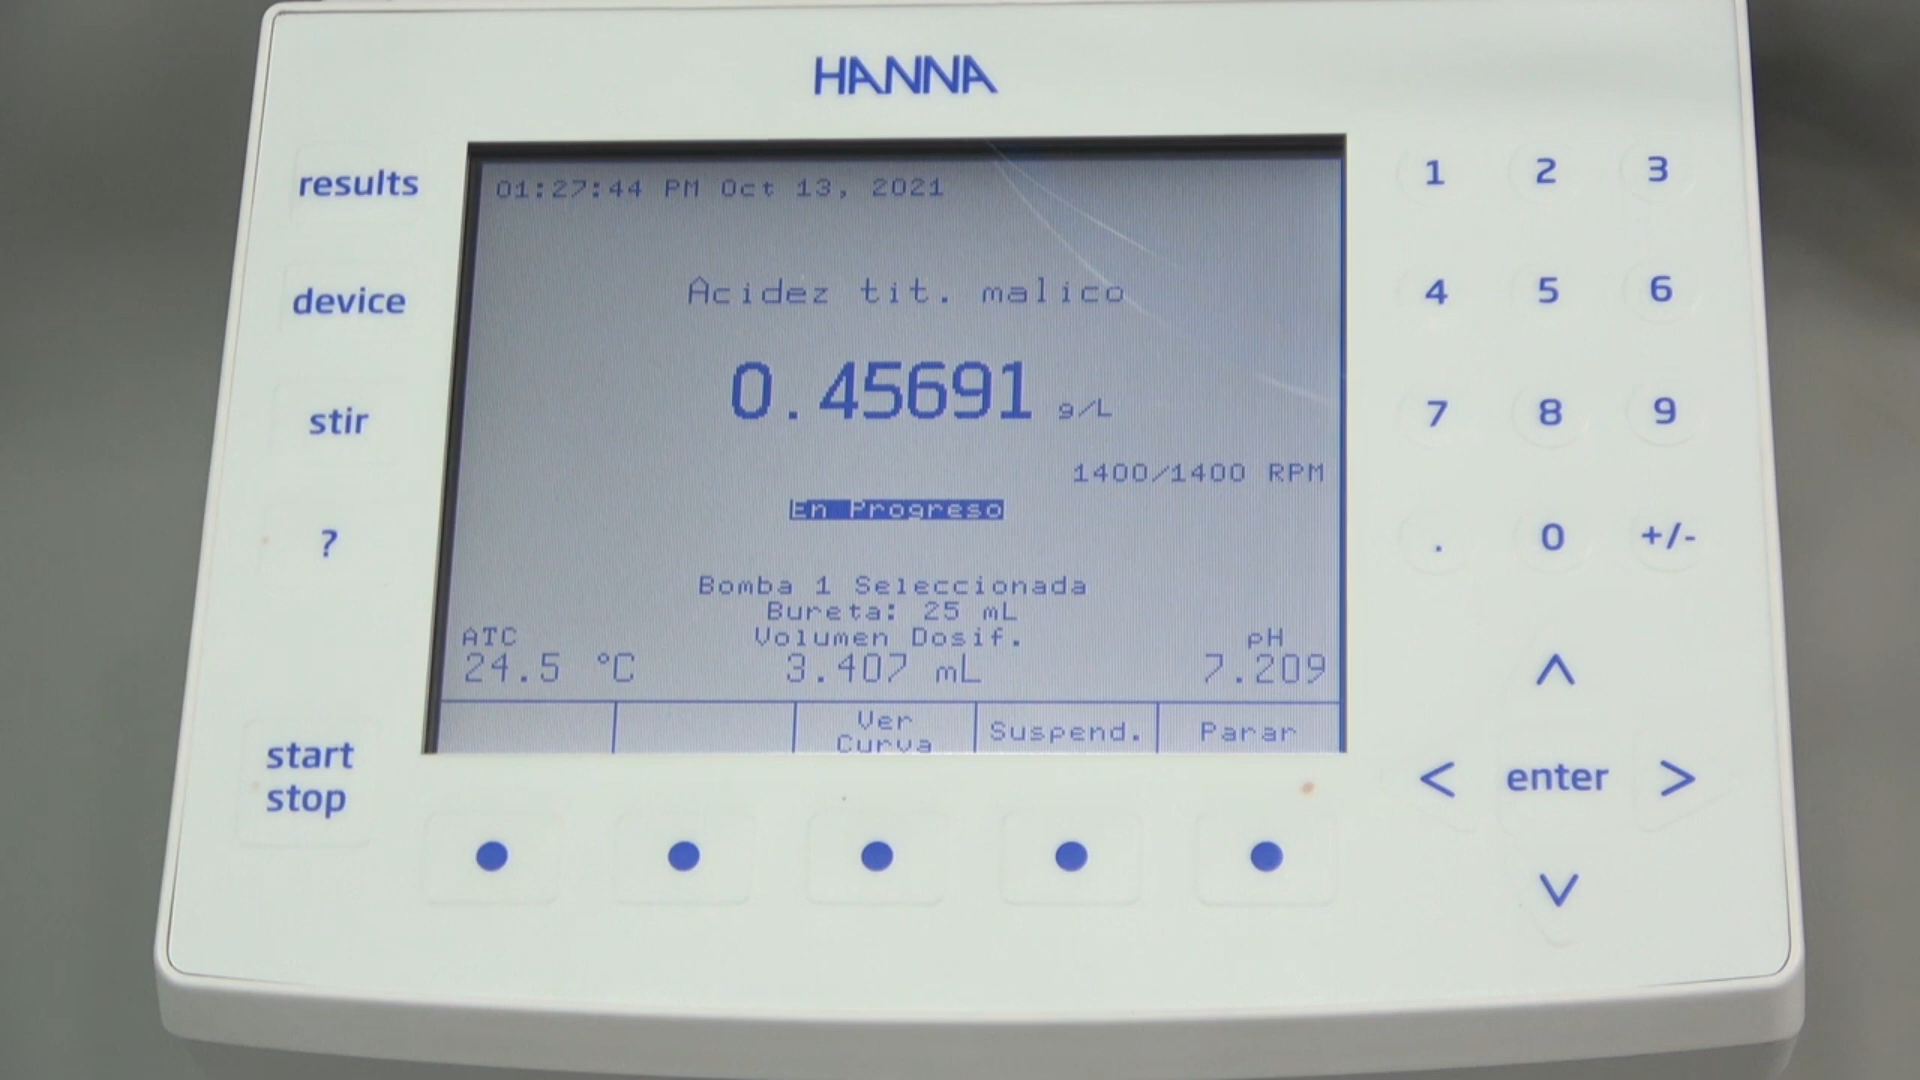 HANNA
results
device
stir
?
start
stop
01:27:44 PM Oct 13, 2021
Acidez tit. malico
0.45691 g/L
1400/1400 RPM
En Progreso
Bomba 1 Seleccionada
Bureta: 25 mL
Volumen Dosif.
3.407 mL
ATC
24.5 °C
pH
7.209
Ver
Curva
Suspend.
Parar
1 2 3
4 5 6
7 8 9
. 0 +/-
enter